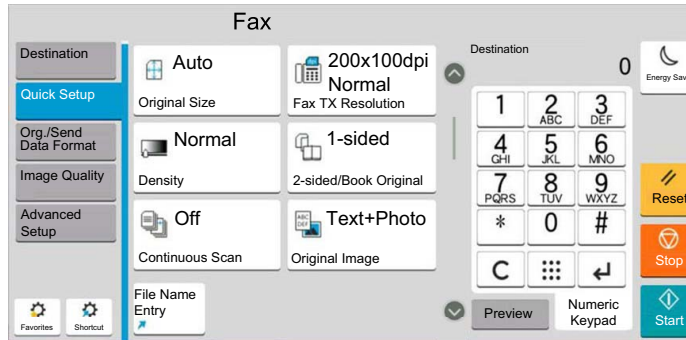 Fax
Destination
Quick Setup
Org./Send
Data Format
Image Quality
Advanced
Setup
Favorites
Shortcut
Auto
Original Size
200x100dpi
Normal
Fax TX Resolution
Normal
Density
1-sided
2-sided/Book Original
Off
Continuous Scan
ABC
DEF
Text+Photo
Original Image
File Name
Entry
Destination
0
1
2
ABC
3
DEF
4
GHI
5
JKL
6
MNO
7
PQRS
8
TUV
9
WXYZ
*
0
#
C
Preview
Numeric
Keypad
Energy Sav
Reset
Stop
Start